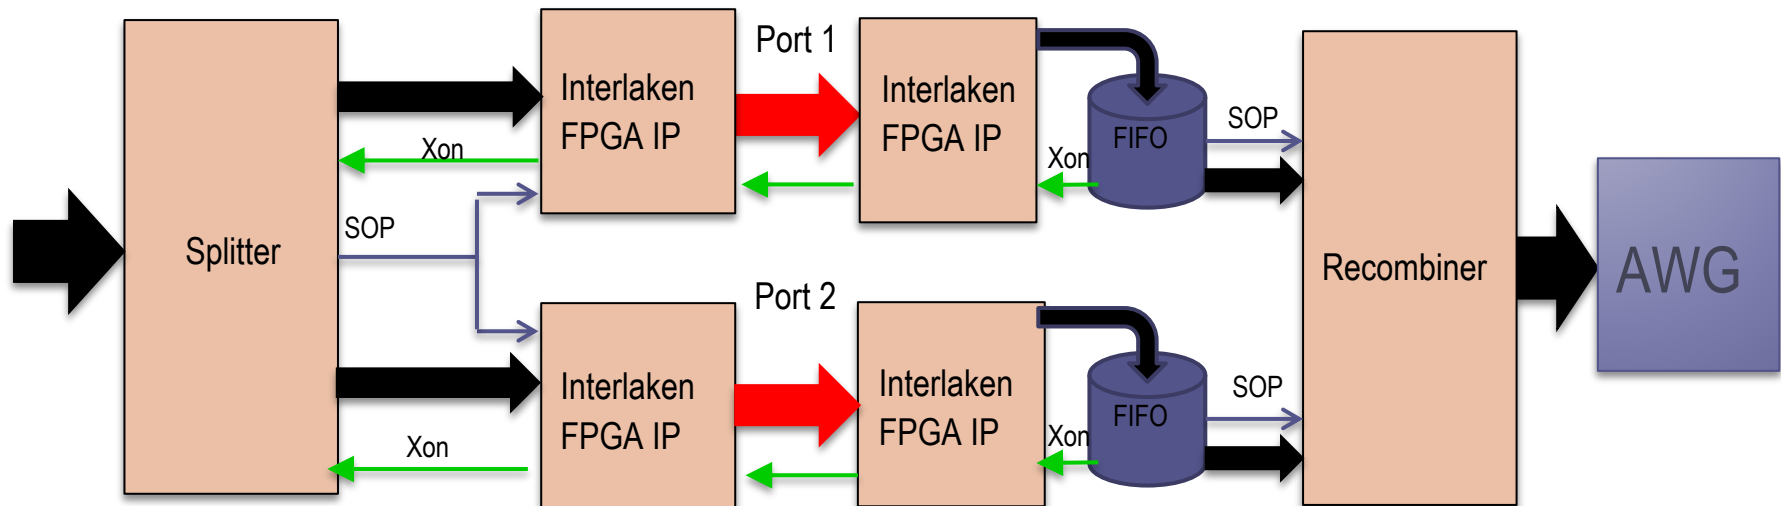 Port 1
Interlaken
FPGA IP
Interlaken
FPGA IP
FIFO
SOP
Xon
Xon
SOP
Splitter
Recombiner
AWG
Port 2
Interlaken
FPGA IP
Interlaken
FPGA IP
FIFO
SOP
Xon
Xon